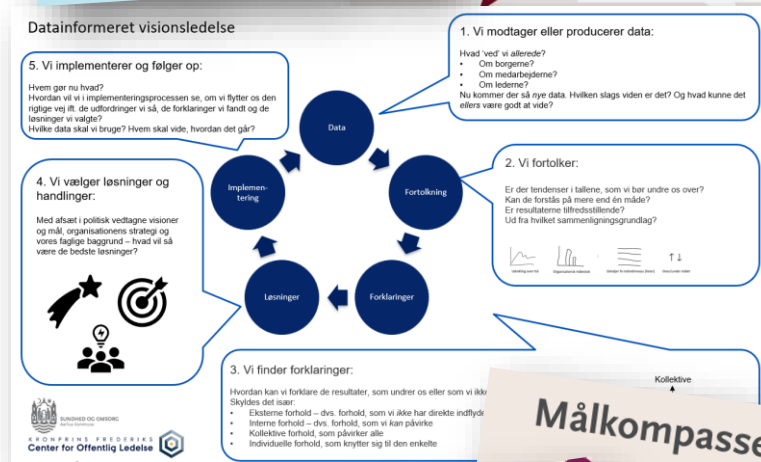 Datainformeret visionsledelse
1. Vi modtager eller producerer data:
Hvad 'ved' vi allerede?
• Om borgerne?
• Om medarbejderne?
• Om lederne?
Nu kommer der så nye data. Hvilken slags viden er det? Og hvad kunne det
ellers være godt at vide?
5. Vi implementerer og følger op:
Hvem gør nu hvad?
Hvordan vil vi i implementeringsprocessen se, om vi flytter os den
rigtige vej ift. de udfordringer vi så, de forklaringer vi fandt og de
løsninger vi valgte?
Hvilke data skal vi bruge? Hvem skal vide, hvordan det går?
Data
Implemen-
tering
Fortolkning
Løsninger
Forklaringer
2. Vi fortolker:
Er der tendenser i tallene, som vi bør undre os over?
Kan de forstås på mere end én måde?
Er resultaterne tilfredsstillende?
Ud fra hvilket sammenligningsgrundlag?
Udvikling over tid
4. Vi vælger løsninger og
handlinger:
Med afsæt i politisk vedtagne visioner
og mål, organisationens strategi og
vores faglige baggrund – hvad vil så
være de bedste løsninger?
3. Vi finder forklaringer:
Hvordan kan vi forklare de resultater, som undrer os eller som vi ikk
Skyldes det især:
• Eksterne forhold – dvs. forhold, som vi ikke har direkte indflyde
• Interne forhold – dvs. forhold, som vi kan påvirke
• Kollektive forhold, som påvirker alle
• Individuelle forhold, som knytter sig til den enkelte
Kollektive
Målkompasse
SUNDHED OG OMSORG
Aarhus Kommune
KRONPRINS FREDERIKS
Center for Offentlig Ledelse